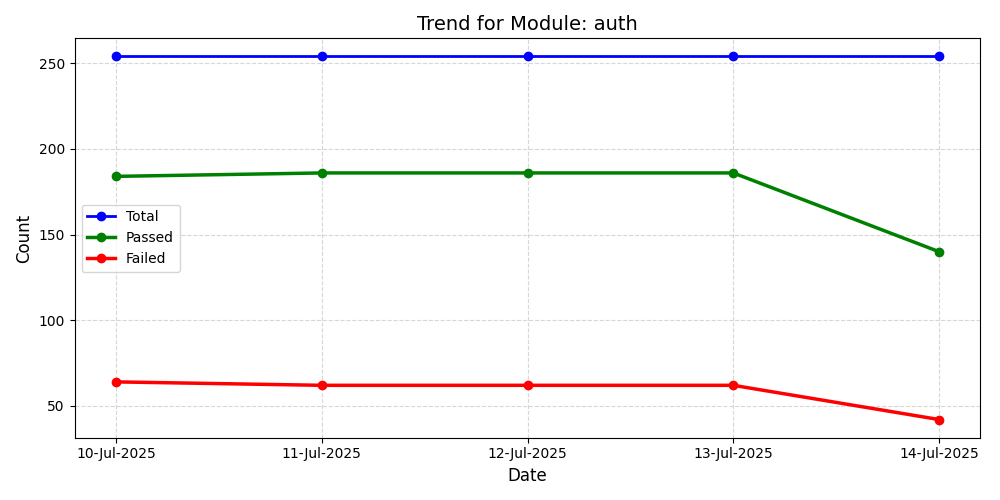 Trend for Module: auth
250
200
150
100
50
Count
Total
Passed
Failed
10-Jul-2025
11-Jul-2025
12-Jul-2025
13-Jul-2025
14-Jul-2025
Date